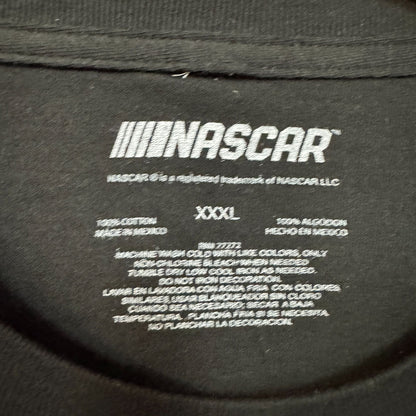 NASCAR™
NASCAR ® is a registered trademark of NASCAR, LLC
XXXL
100% COTTON
MADE IN MEXICO
100% ALGODON
HECHO EN MEXICO
RN# 27272
MACHINE WASH COLD WITH LIKE COLORS, ONLY
NON-CHLORINE BLEACH WHEN NEEDED
TUMBLE DRY LOW COOL IRON AS NEEDED.
DO NOT IRON DECORATION.
LAVAR EN LAVADORA CON AGUA FRIA CON COLORES
SIMILARES USAR BLANQUEADOR SIN CLORO
CUANDO SEA NECESARIO; SECAR A BAJA
TEMPERATURA. PLANCHA FRIA SI SE NECESITA.
NO PLANCHAR LA DECORACION.